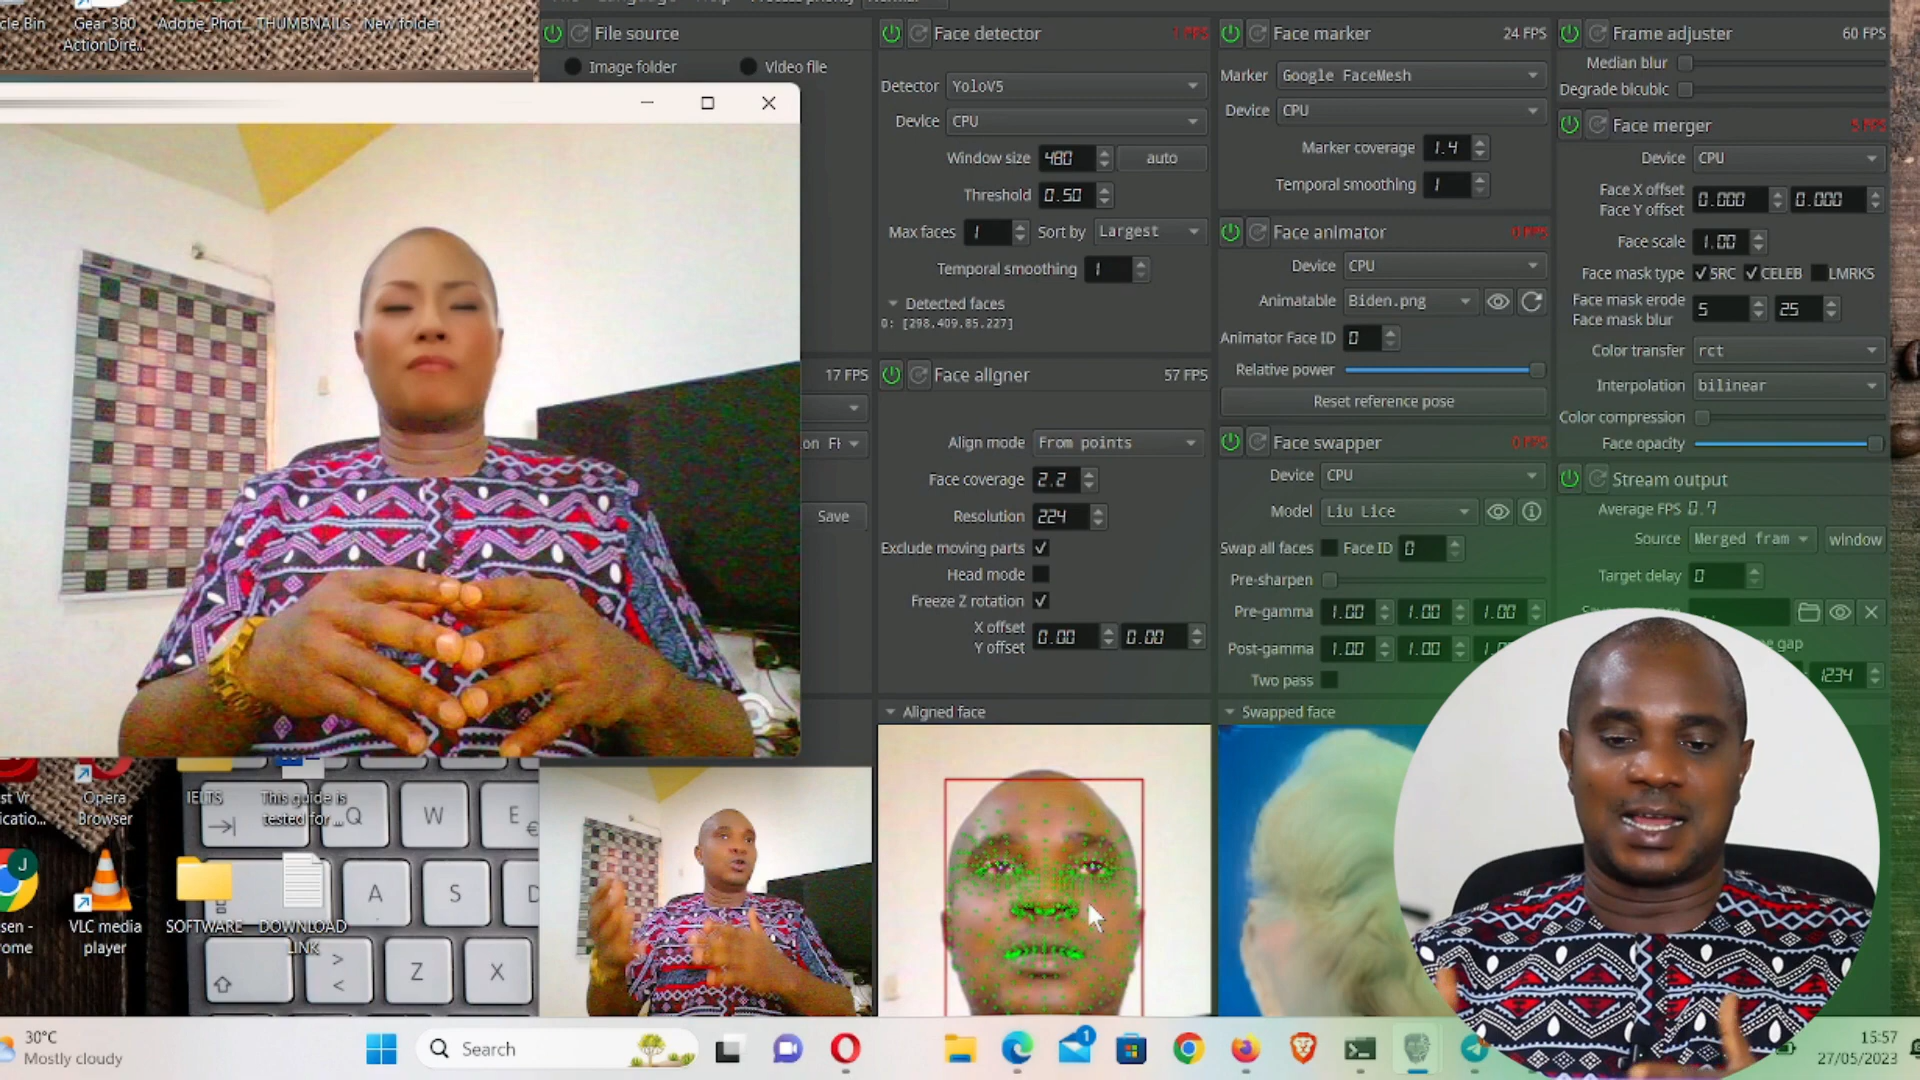 Gear 360
ActionDire...
Adobe_Phot...
THUMBNAILS
New folder
File source
Image folder
Video file
17 FPS
Save
Face detector
1 FPS
Detector YoloV5
Device CPU
Window size 480 auto
Threshold 0.50
Max faces 1 Sort by Largest
Temporal smoothing 1
Detected faces
0: [298.409.85.227]
Face aligner 57 FPS
Align mode From points
Face coverage 2.2
Resolution 224
Exclude moving parts
Head mode
Freeze Z rotation
X offset
Y offset
0.00 0.00
Aligned face
Face marker 24 FPS
Marker Google FaceMesh
Device CPU
Marker coverage 1.4
Temporal smoothing 1
Face animator 0 FPS
Device CPU
Animatable Biden.png
Animator Face ID 0
Relative power
Reset reference pose
Face swapper 0 FPS
Device CPU
Model Liu Lice
Swap all faces Face ID 0
Pre-sharpen
Pre-gamma 1.00 1.00 1.00
Post-gamma 1.00 1.00
Two pass
Swapped face
Frame adjuster 60 FPS
Median blur
Degrade bicubic
Face merger 5 FPS
Device CPU
Face X offset
Face Y offset
0.000 0.000
Face scale 1.00
Face mask type SRC CELEB LMRKS
Face mask erode
Face mask blur
5 25
Color transfer rct
Interpolation bilinear
Color compression
Face opacity
Stream output
Average FPS 0.7
Source Merged fram window
Target delay 0
gap
1234
Opera
Browser
IELTS
This guide is
tested for ...
Q
W
E
VLC media
player
SOFTWARE
DOWNLOAD
LINK
A
S
D
Z
X
30°C
Mostly cloudy
Search
1
15:57
27/05/2023